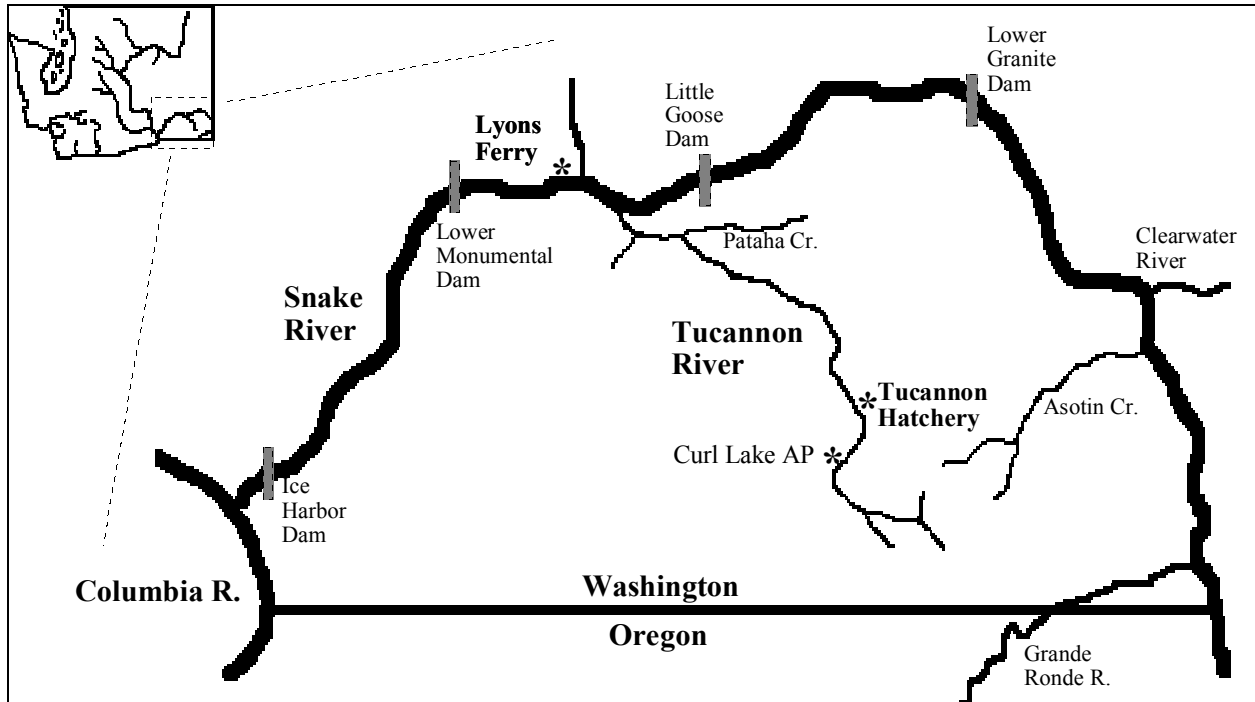 Lower
Granite
Dam
Little
Goose
Dam
Lyons
Ferry
*
Lower
Monumental
Dam
Pataha Cr.
Clearwater
River
Snake
River
Tucannon
River
*
Tucannon
Hatchery
Asotin Cr.
Curl Lake AP *
Ice
Harbor
Dam
Columbia R.
Washington
Oregon
Grande
Ronde R.